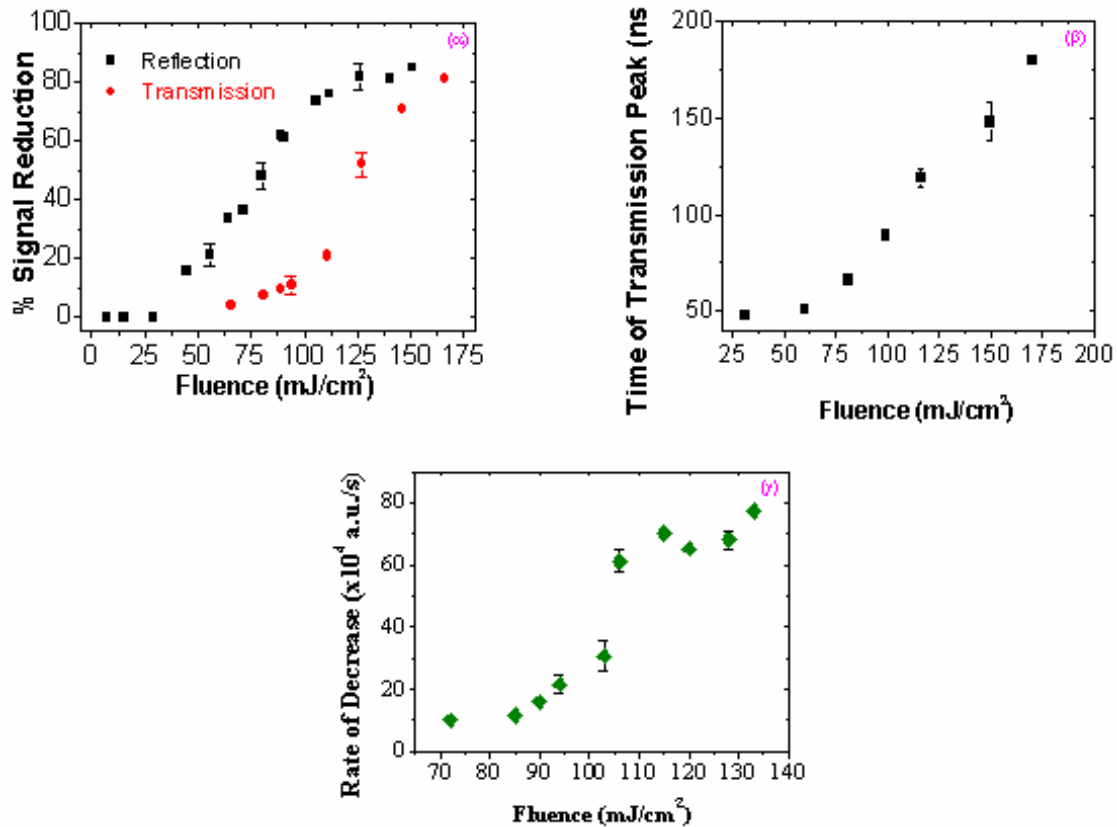 100
80
60
40
20
0
% Signal Reduction
(α)
Reflection
Transmission
0 25 50 75 100 125 150 175
Fluence (mJ/cm²)
200
150
100
50
Time of Transmission Peak (ns
(β)
25 50 75 100 125 150 175 200
Fluence (mJ/cm²)
80
60
40
20
0
Rate of Decrease (x10⁴ a.u./s)
(γ)
70 80 90 100 110 120 130 140
Fluence (mJ/cm²)